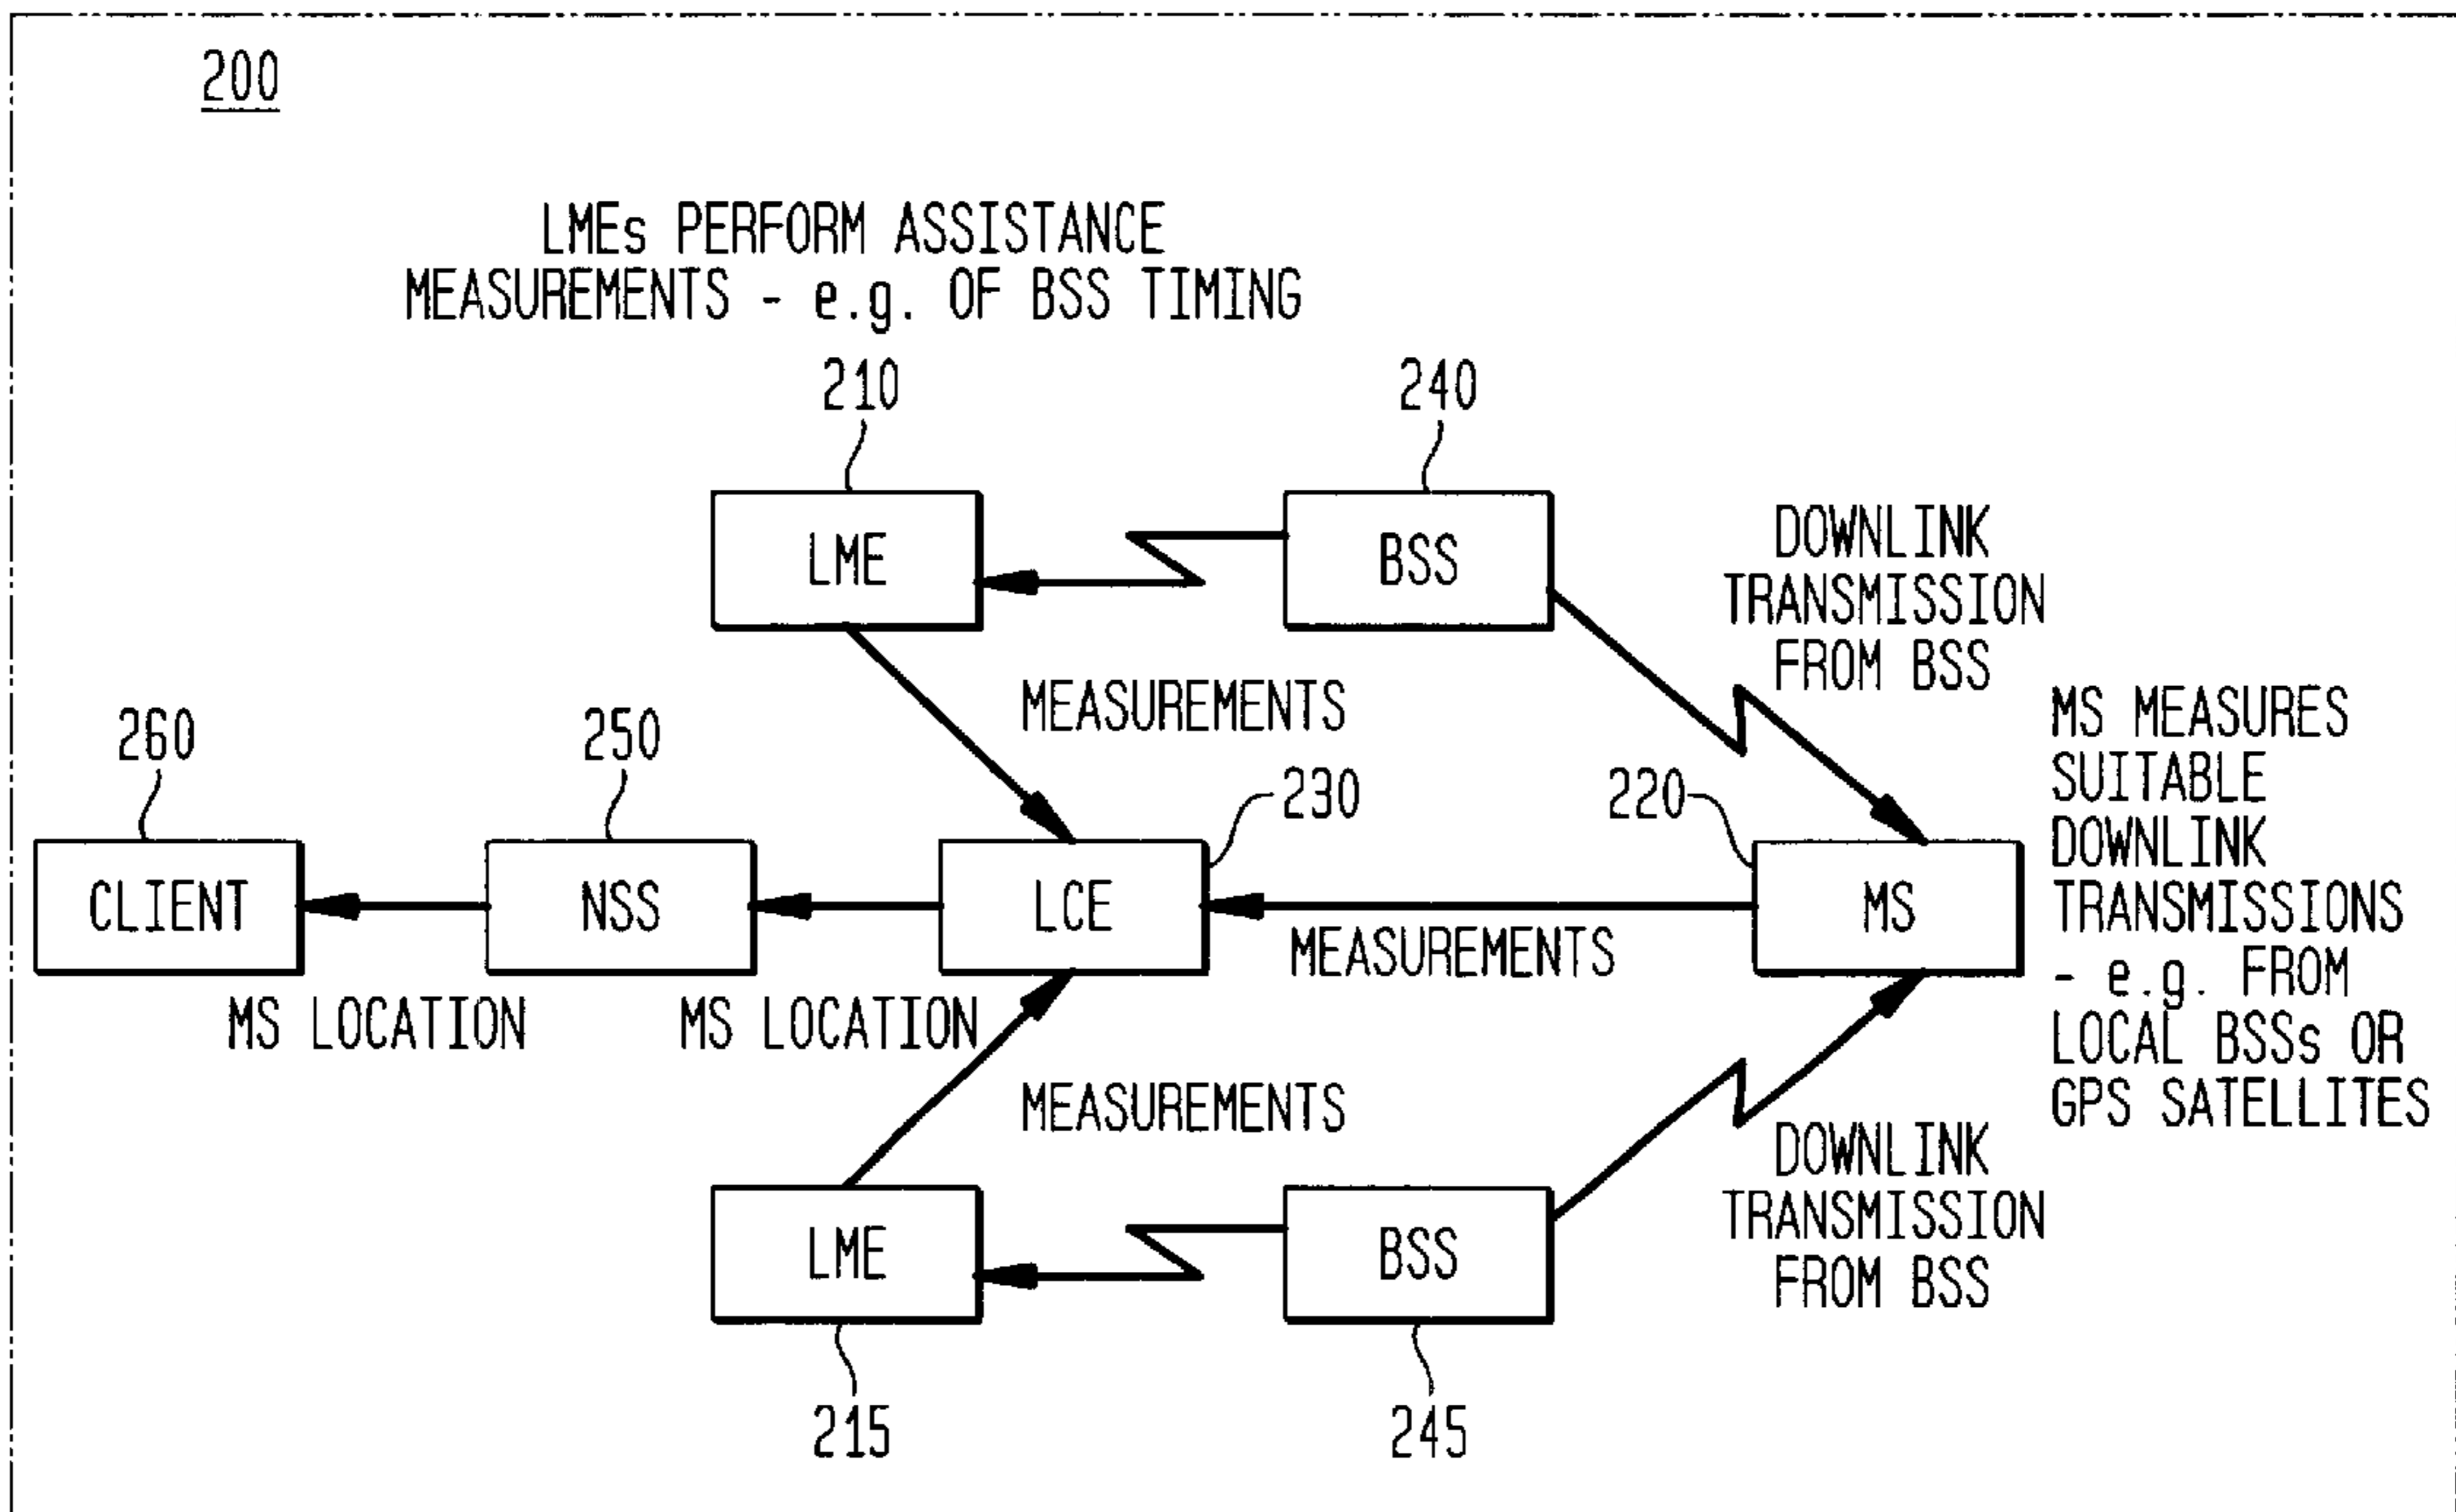 200
LMEs PERFORM ASSISTANCE
MEASUREMENTS - e.g. OF BSS TIMING
210
240
LME
BSS
DOWNLINK
TRANSMISSION
FROM BSS
MEASUREMENTS
260
250
230
220
CLIENT
NSS
LCE
MS
MS MEASURES
SUITABLE
DOWNLINK
TRANSMISSIONS
- e.g. FROM
LOCAL BSSs OR
GPS SATELLITES
MEASUREMENTS
MS LOCATION
MS LOCATION
MEASUREMENTS
DOWNLINK
TRANSMISSION
FROM BSS
LME
BSS
215
245